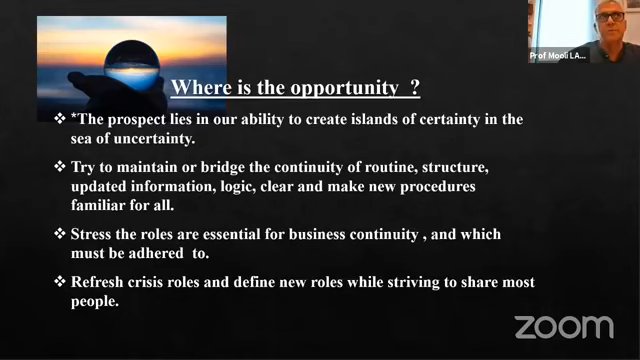 Prof Mooli LA...
Where is the opportunity ?
❖ *The prospect lies in our ability to create islands of certainty in the
sea of uncertainty.
❖ Try to maintain or bridge the continuity of routine, structure,
updated information, logic, clear and make new procedures
familiar for all.
❖ Stress the roles are essential for business continuity , and which
must be adhered to.
❖ Refresh crisis roles and define new roles while striving to share most
people.
zoom